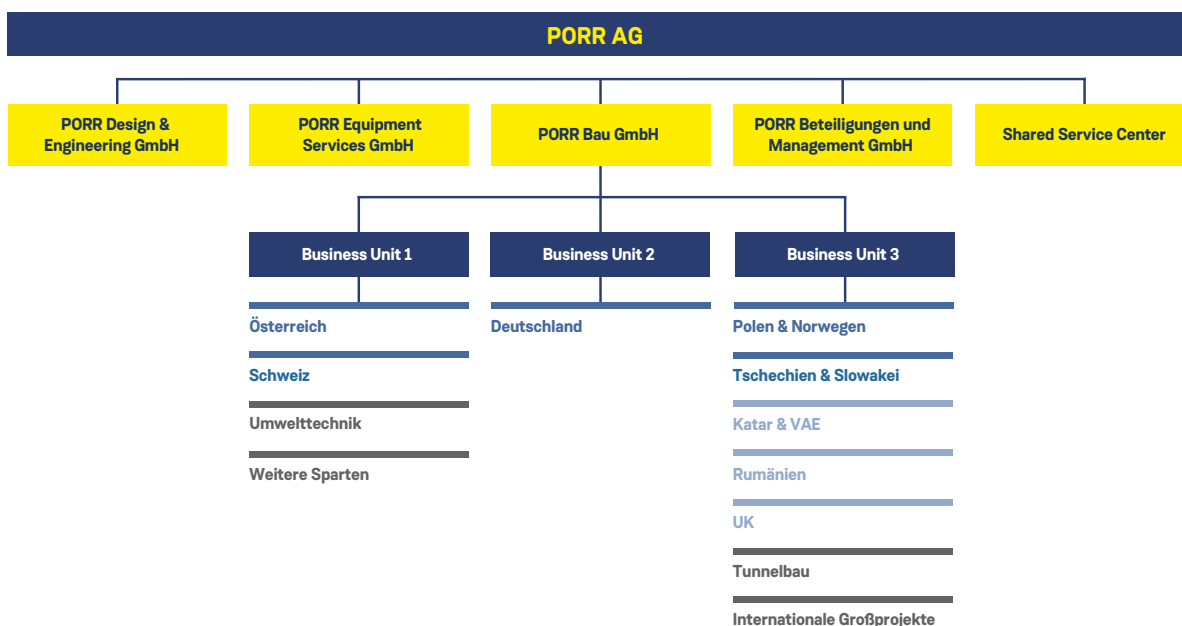 PORR AG
PORR Design &
Engineering GmbH
PORR Equipment
Services GmbH
PORR Bau GmbH
PORR Beteiligungen und
Management GmbH
Shared Service Center
Business Unit 1
Business Unit 2
Business Unit 3
Österreich
Schweiz
Umwelttechnik
Weitere Sparten
Deutschland
Polen & Norwegen
Tschechien & Slowakei
Katar & VAE
Rumänien
UK
Tunnelbau
Internationale Großprojekte